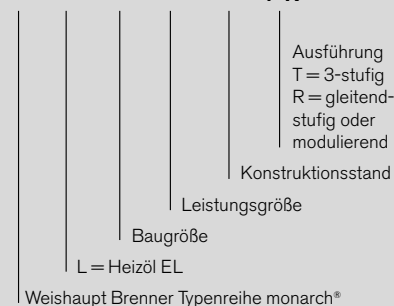 Ausführung
T = 3-stufig
R = gleitend-
stufig oder
modulierend
Konstruktionsstand
Leistungsgröße
Baugröße
L = Heizöl EL
Weishaupt Brenner Typenreihe monarch®